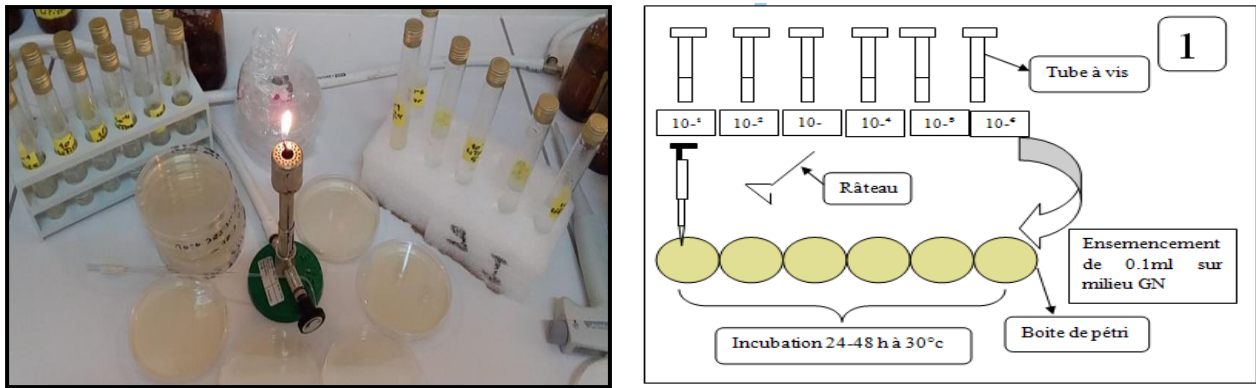 1
Tube à vis
10-¹ 10-² 10- 10-⁴ 10-⁵ 10-⁶
Râteau
Ensemencement
de 0.1ml sur
milieu GN
Boite de pétri
Incubation 24-48 h à 30°c